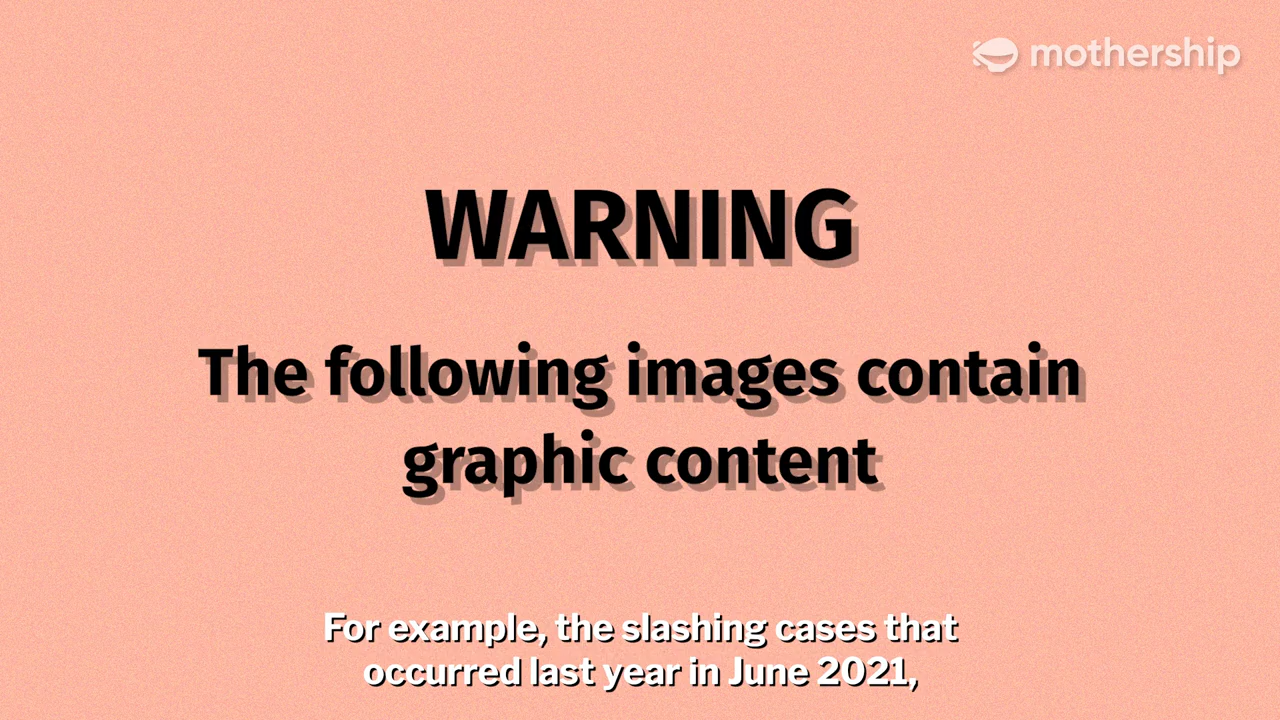 mothership
WARNING
The following images contain
graphic content
For example, the slashing cases that
occurred last year in June 2021,